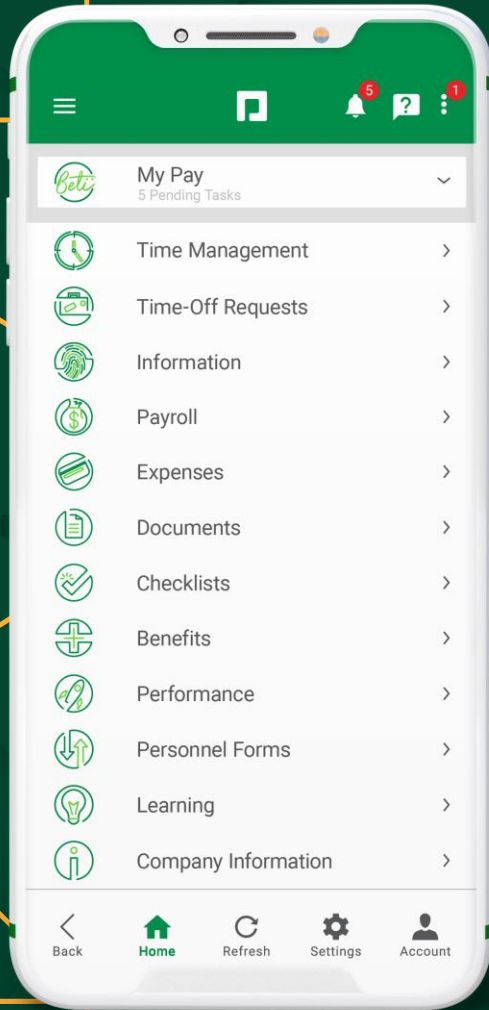 5
?
1
Beti
My Pay
5 Pending Tasks
Time Management
Time-Off Requests
Information
Payroll
$
Expenses
Documents
Checklists
Benefits
Performance
Personnel Forms
Learning
Company Information
Back
Home
Refresh
Settings
Account